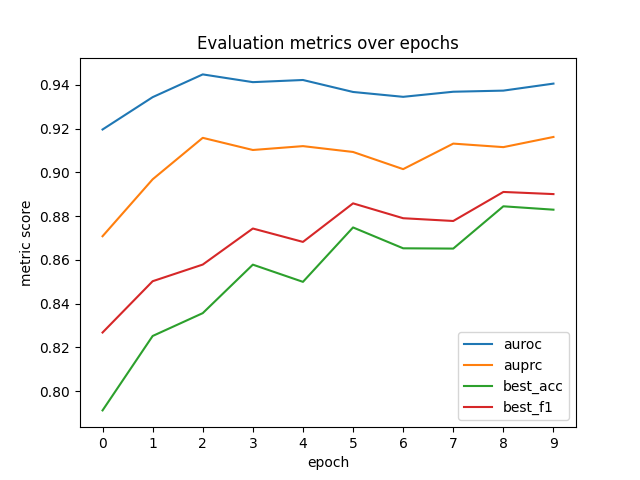 Evaluation metrics over epochs
metric score
0.94
0.92
0.90
0.88
0.86
0.84
0.82
0.80
auroc
auprc
best_acc
best_f1
0 1 2 3 4 5 6 7 8 9
epoch